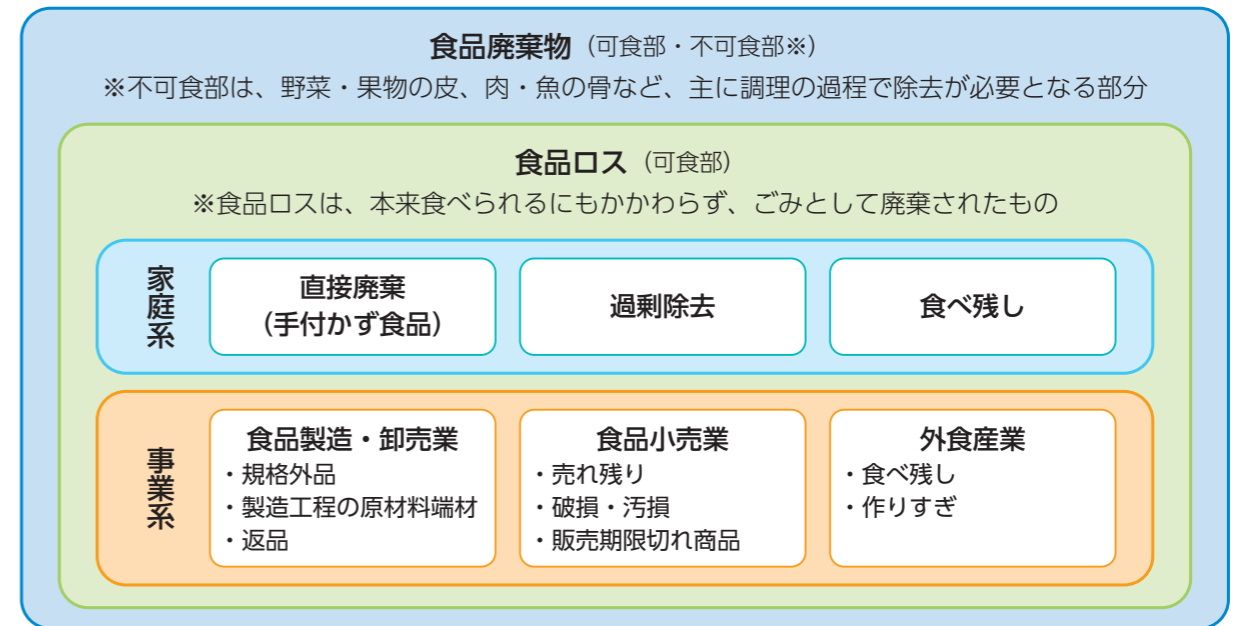 食品廃棄物（可食部・不可食部※）
※不可食部は、野菜・果物の皮、肉・魚の骨など、主に調理の過程で除去が必要となる部分
食品ロス（可食部）
※食品ロスは、本来食べられるにもかかわらず、ごみとして廃棄されたもの
家庭系
直接廃棄
（手付かず食品）
過剰除去
食べ残し
事業系
食品製造・卸売業
・規格外品
・製造工程の原材料端材
・返品
食品小売業
・売れ残り
・破損・汚損
・販売期限切れ商品
外食産業
・食べ残し
・作りすぎ